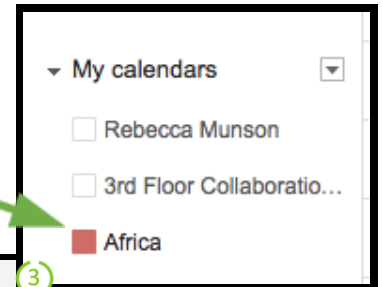 My calendars
Rebecca Munson
3rd Floor Collaboratio...
Africa
3